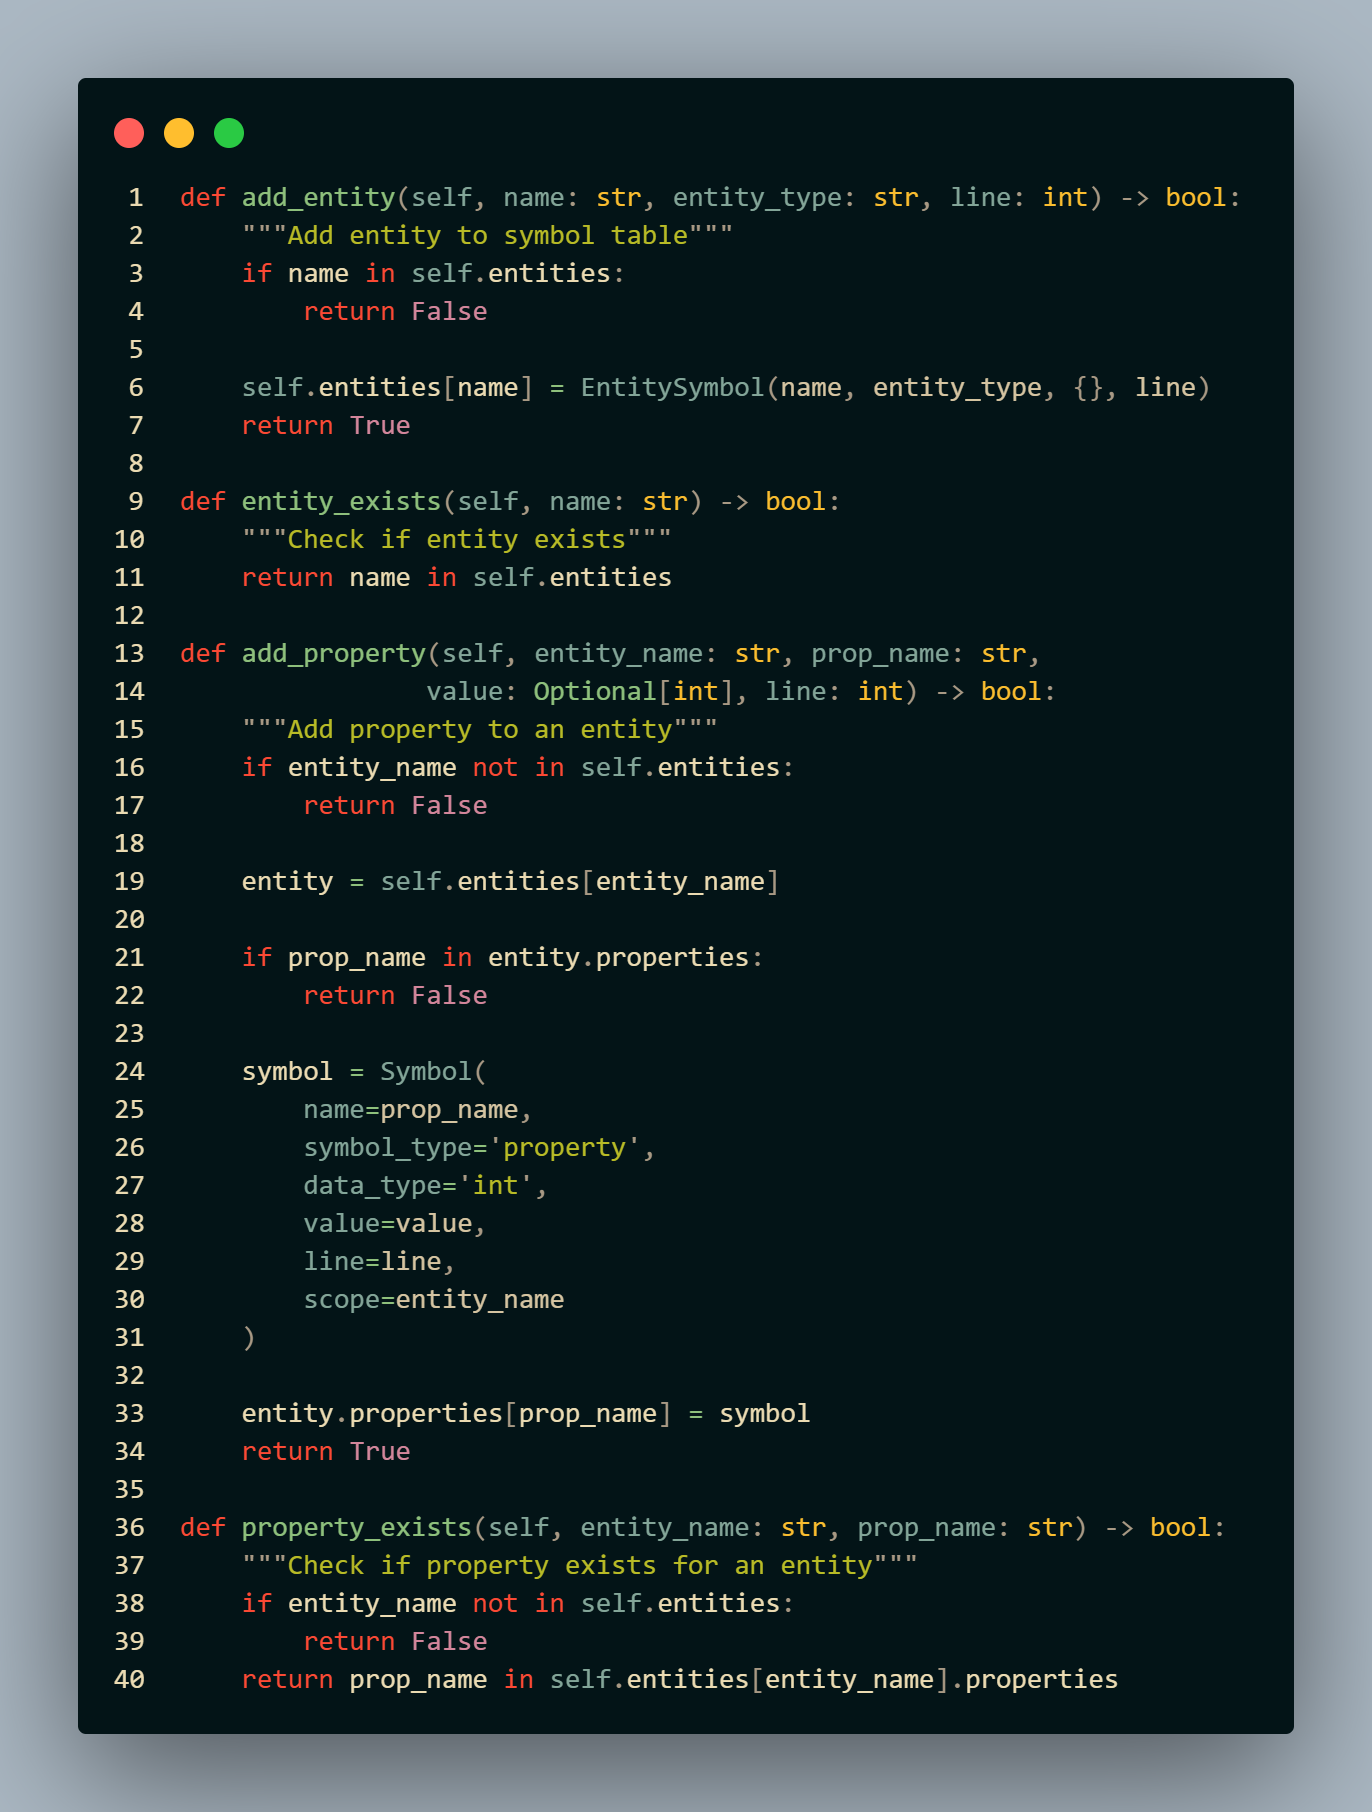 1 def add_entity(self, name: str, entity_type: str, line: int) -> bool:
2     """Add entity to symbol table"""
3     if name in self.entities:
4         return False
5
6     self.entities[name] = EntitySymbol(name, entity_type, {}, line)
7     return True
8
9 def entity_exists(self, name: str) -> bool:
10     """Check if entity exists"""
11     return name in self.entities
12
13 def add_property(self, entity_name: str, prop_name: str,
14                 value: Optional[int], line: int) -> bool:
15     """Add property to an entity"""
16     if entity_name not in self.entities:
17         return False
18
19     entity = self.entities[entity_name]
20
21     if prop_name in entity.properties:
22         return False
23
24     symbol = Symbol(
25         name=prop_name,
26         symbol_type='property',
27         data_type='int',
28         value=value,
29         line=line,
30         scope=entity_name
31     )
32
33     entity.properties[prop_name] = symbol
34     return True
35
36 def property_exists(self, entity_name: str, prop_name: str) -> bool:
37     """Check if property exists for an entity"""
38     if entity_name not in self.entities:
39         return False
40     return prop_name in self.entities[entity_name].properties